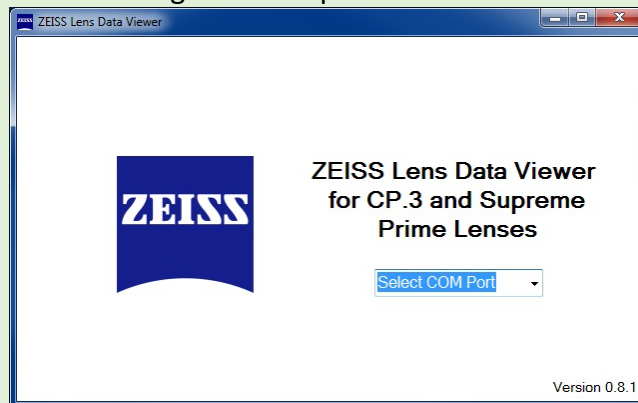 ZEISS Lens Data Viewer
ZEISS
ZEISS Lens Data Viewer
for CP.3 and Supreme
Prime Lenses
Select COM Port
Version 0.8.1